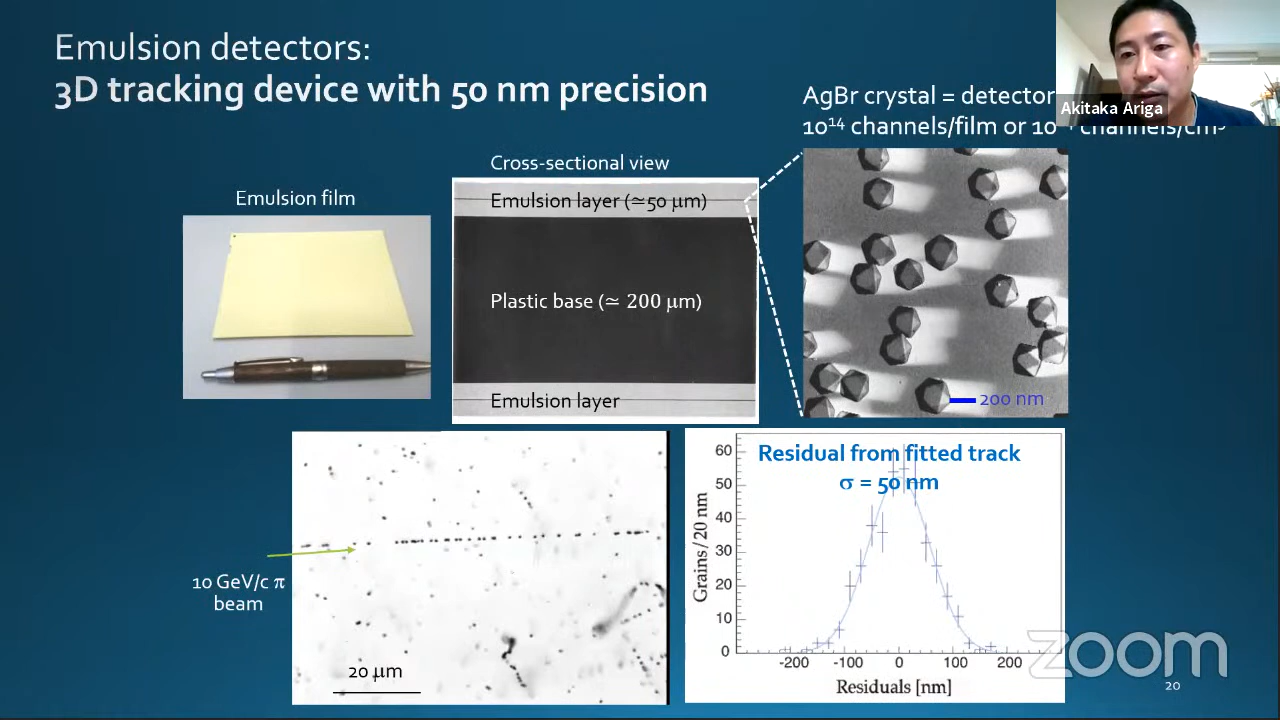 Emulsion detectors:
3D tracking device with 50 nm precision
AgBr crystal = detector
10¹⁴ channels/film or 10
channels/cm³
Akitaka Ariga
Cross-sectional view
Emulsion film
Emulsion layer (≃50 μm)
Plastic base (≃ 200 μm)
Emulsion layer
200 nm
10 GeV/c π
beam
20 μm
Residual from fitted track
σ = 50 nm
Grains/20 nm
60
50
40
30
20
10
0
-200
-100
0
100
200
Residuals [nm]
zoom
20